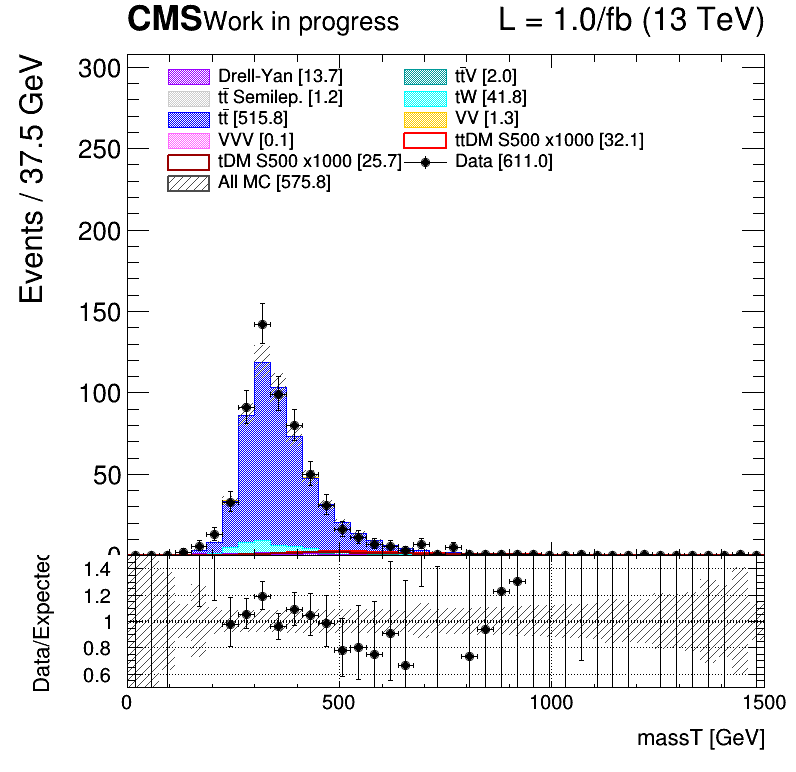 CMS Work in progress L = 1.0/fb (13 TeV)
Events / 37.5 GeV
300
250
200
150
100
50
0
Drell-Yan [13.7]
tt̄V [2.0]
tt̄ Semilep. [1.2]
tW [41.8]
tt̄ [515.8]
VV [1.3]
VVV [0.1]
ttDM S500 x1000 [32.1]
tDM S500 x1000 [25.7]
Data [611.0]
All MC [575.8]
Data/Expected
1.4
1.2
1
0.8
0.6
0 500 1000 1500
massT [GeV]